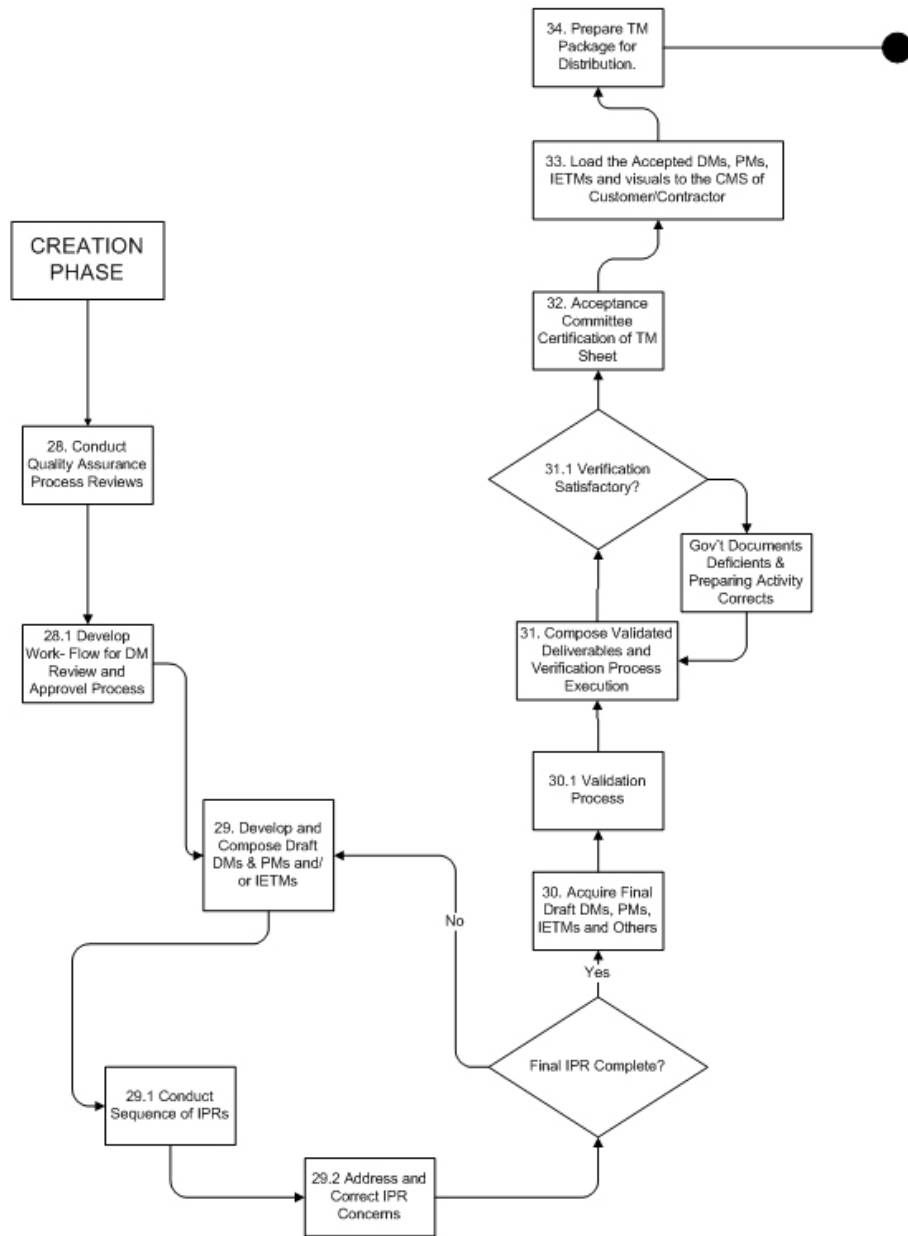 34. Prepare TM
Package for
Distribution.
33. Load the Accepted DMs, PMs,
IETMs and visuals to the CMS of
Customer/Contractor
CREATION
PHASE
32. Acceptance
Committee
Certification of TM
Sheet
28. Conduct
Quality Assurance
Process Reviews
31.1 Verification
Satisfactory?
Gov't Documents
Deficients &
Preparing Activity
Corrects
28.1 Develop
Work- Flow for DM
Review and
Approvel Process
31. Compose Validated
Deliverables and
Verification Process
Execution
30.1 Validation
Process
29. Develop and
Compose Draft
DMs & PMs and/
or IETMs
30. Acquire Final
Draft DMs, PMs,
IETMs and Others
No
Yes
Final IPR Complete?
29.1 Conduct
Sequence of IPRs
29.2 Address and
Correct IPR
Concerns